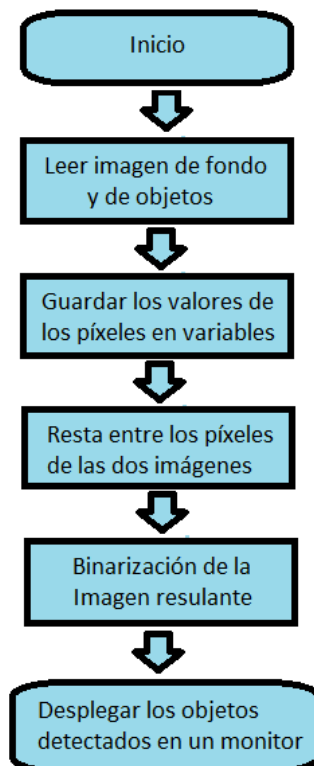 Inicio
Leer imagen de fondo
y de objetos
Guardar los valores de
los píxeles en variables
Resta entre los píxeles
de las dos imágenes
Binarización de la
Imagen resulante
Desplegar los objetos
detectados en un monitor